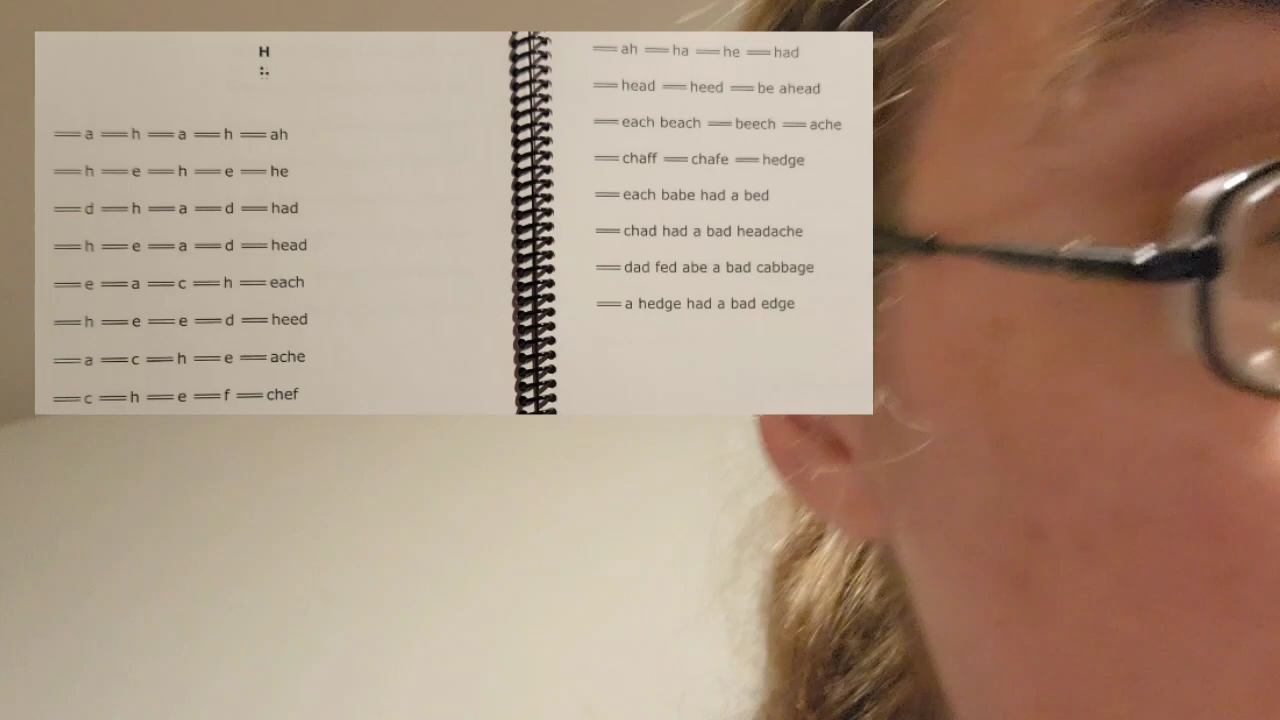 H
⠓
══ a ══ h ══ a ══ h ══ ah
══ h ══ e ══ h ══ e ══ he
══ d ══ h ══ a ══ d ══ had
══ h ══ e ══ a ══ d ══ head
══ e ══ a ══ c ══ h ══ each
══ h ══ e ══ e ══ d ══ heed
══ a ══ c ══ h ══ e ══ ache
══ c ══ h ══ e ══ f ══ chef
══ ah ══ ha ══ he ══ had
══ head ══ heed ══ be ahead
══ each beach ══ beech ══ ache
══ chaff ══ chafe ══ hedge
══ each babe had a bed
══ chad had a bad headache
══ dad fed abe a bad cabbage
══ a hedge had a bad edge